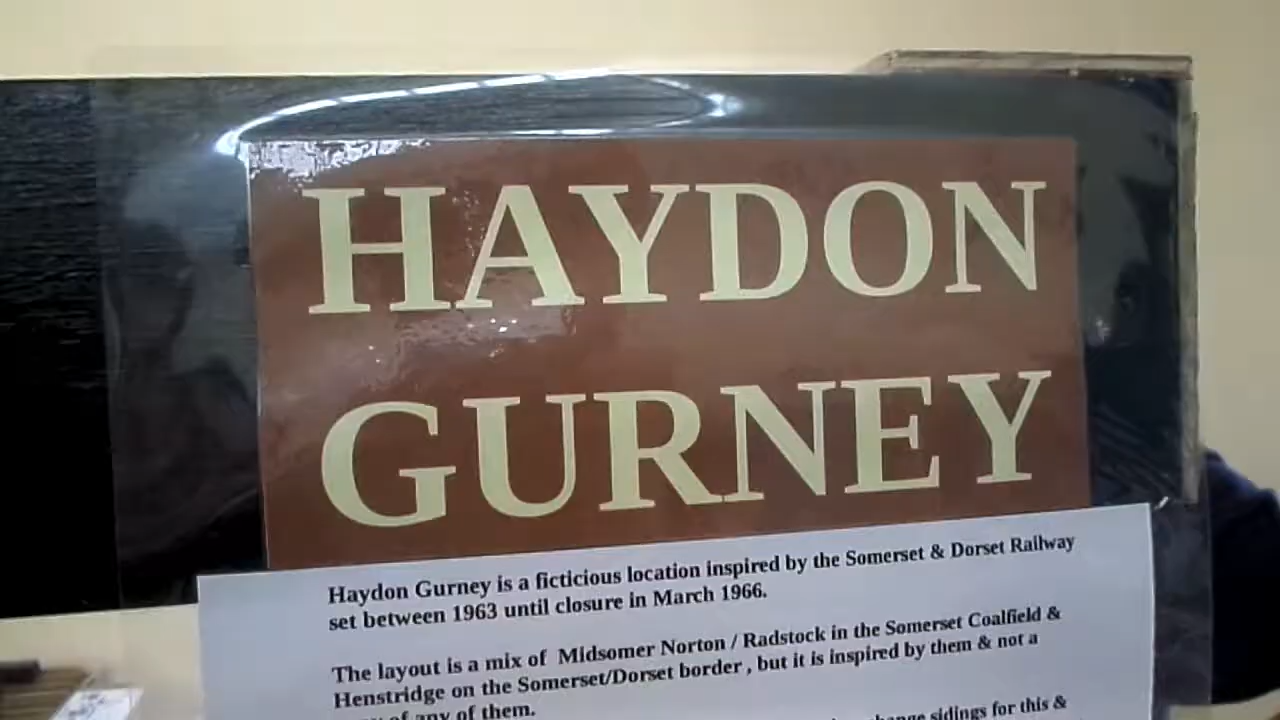 HAYDON
GURNEY
Haydon Gurney is a ficticious location inspired by the Somerset & Dorset Railway
set between 1963 until closure in March 1966.
The layout is a mix of Midsomer Norton / Radstock in the Somerset Coalfield &
Henstridge on the Somerset/Dorset border , but it is inspired by them & not a
of any of them.
sidings for this &